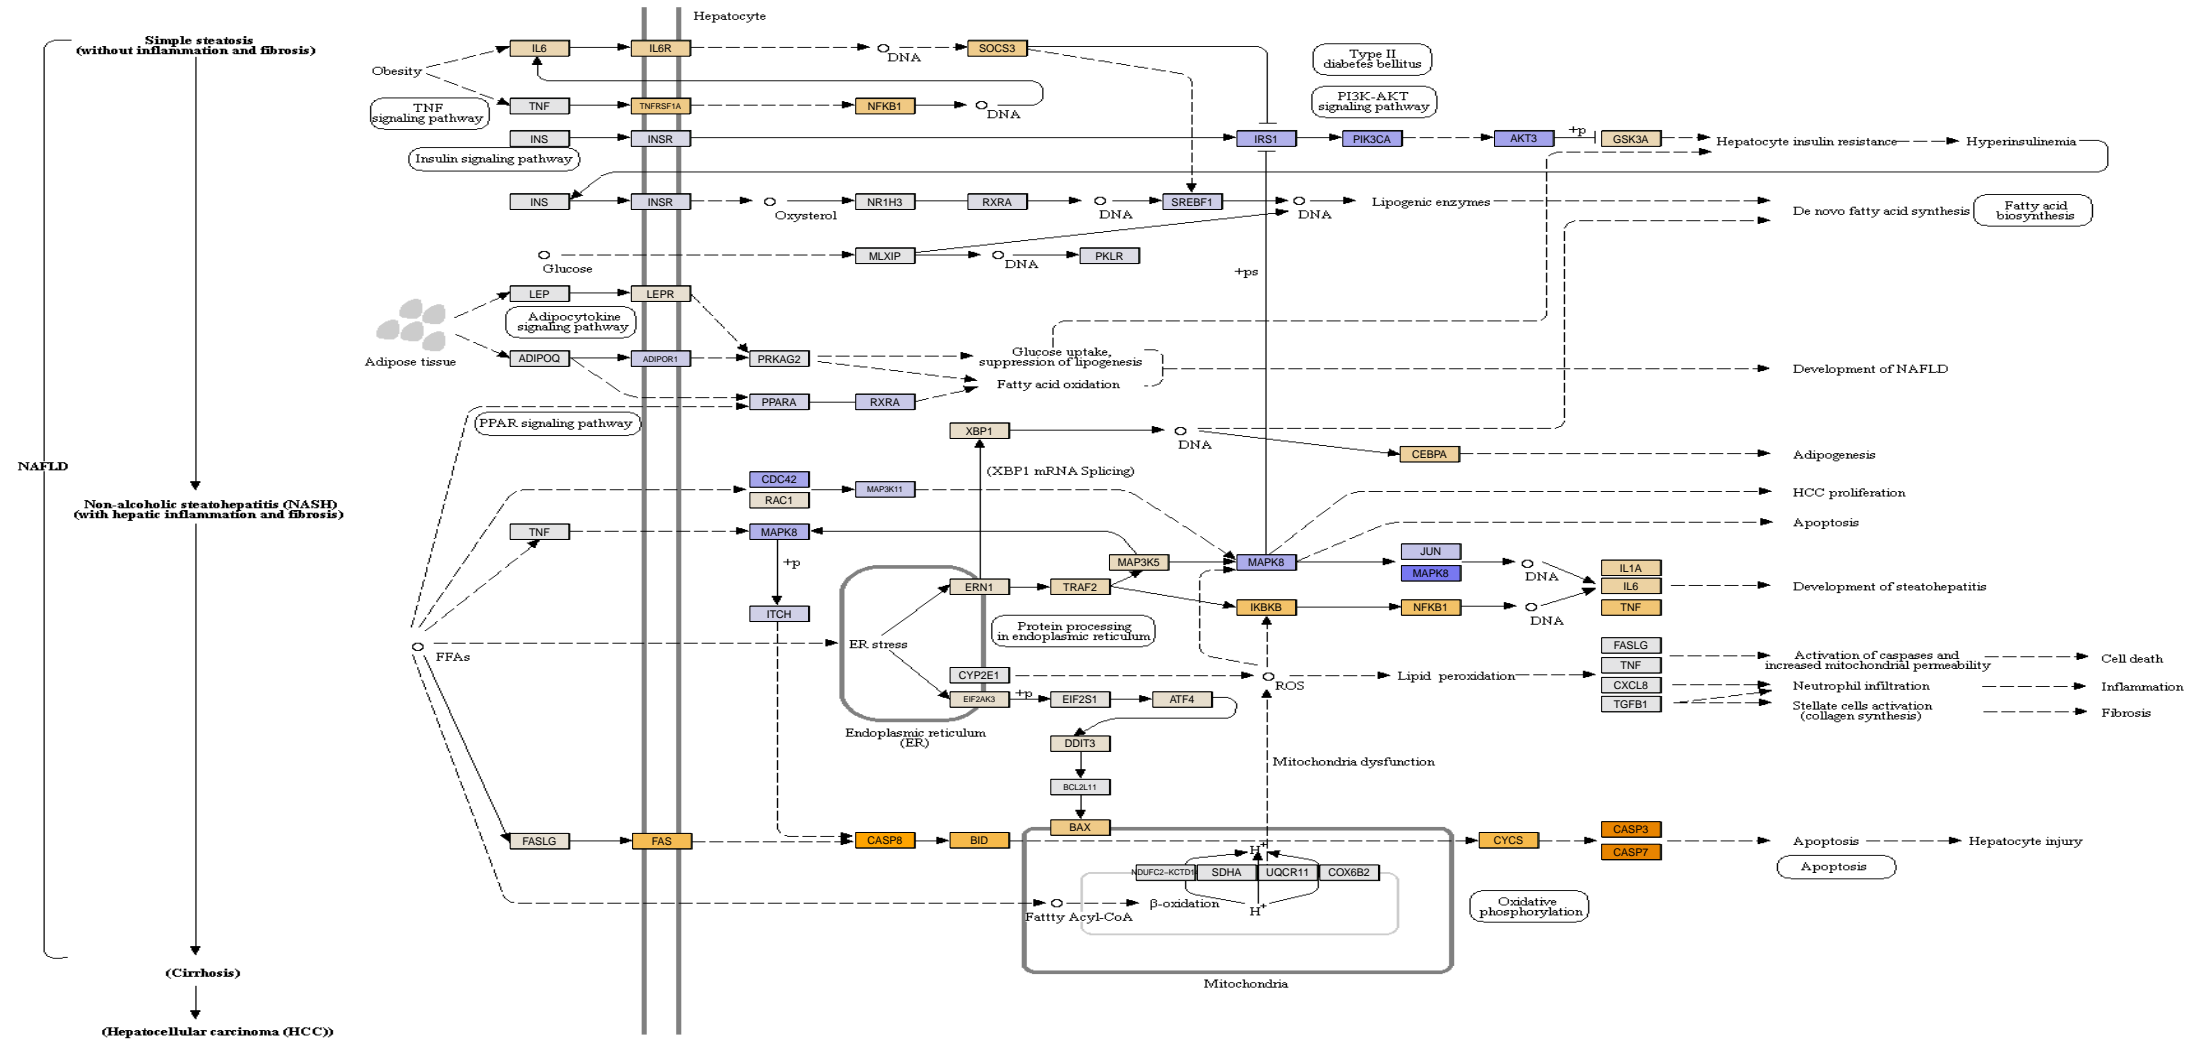 Hepatocyte
Simple steatosis
(without inflammation and fibrosis)
IL6
IL6R
DNA
SOCS3
Type II
diabetes bellitus
Obesity
TNF
signaling pathway
TNF
TNFRSF1A
NFKB1
DNA
PI3K-AKT
signaling pathway
INS
INSR
IRS1
PIK3CA
AKT3
+p
GSK3A
Hepatocyte insulin resistance
Hyperinsulinemia
Insulin signaling pathway
INS
INSR
Oxysterol
NR1H3
RXRA
DNA
SREBF1
DNA
Lipogenic enzymes
De novo fatty acid synthesis
Fatty acid
biosynthesis
Glucose
MLXIP
DNA
PKLR
+ps
LEP
LEPR
Adipocytokine
signaling pathway
Adipose tissue
ADIPOQ
ADIPOR1
PRKAG2
Glucose uptake,
suppression of lipogenesis
Fatty acid oxidation
Development of NAFLD
PPARA
RXRA
PPAR signaling pathway
XBP1
DNA
CEBPA
Adipogenesis
NAFLD
(XBP1 mRNA Splicing)
CDC42
RAC1
MAP3K11
HCC proliferation
Non-alcoholic steatohepatitis (NASH)
(with hepatic inflammation and fibrosis)
Apoptosis
TNF
MAPK8
+p
MAP3K5
MAPK8
JUN
MAPK8
DNA
IL1A
IL6
TNF
Development of steatohepatitis
ERN1
TRAF2
IKBKB
NFKB1
DNA
ITCH
Protein processing
in endoplasmic reticulum
ER stress
FFAs
FASLG
TNF
CXCL8
TGFB1
Activation of caspases and
increased mitochondrial permeability
Cell death
CYP2E1
ROS
Lipid peroxidation
Neutrophil infiltration
Inflammation
EIF2AK3
+p
EIF2S1
ATF4
Stellate cells activation
(collagen synthesis)
Fibrosis
Endoplasmic reticulum
(ER)
DDIT3
Mitochondria dysfunction
BCL2L11
BAX
FASLG
FAS
CASP8
BID
CYCS
CASP3
CASP7
Apoptosis
Hepatocyte injury
Apoptosis
H+
NDUFC2-KCTD1
SDHA
UQCR11
COX6B2
Fattty Acyl-CoA
β-oxidation
H+
Oxidative
phosphorylation
(Cirrhosis)
Mitochondria
(Hepatocellular carcinoma (HCC))